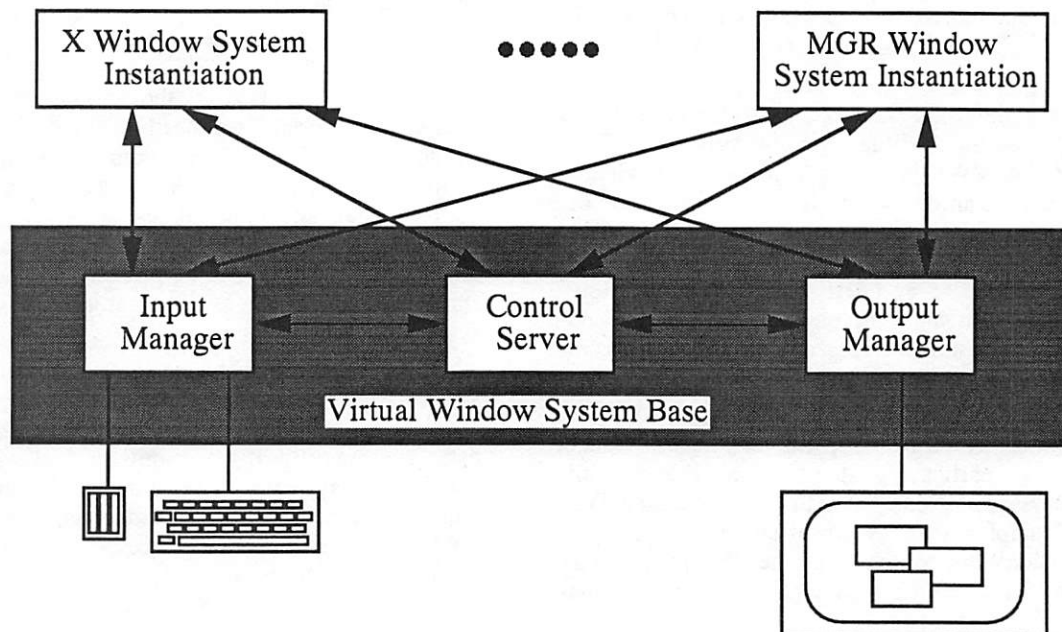 X Window System
Instantiation
MGR Window
System Instantiation
Input
Manager
Control
Server
Output
Manager
Virtual Window System Base